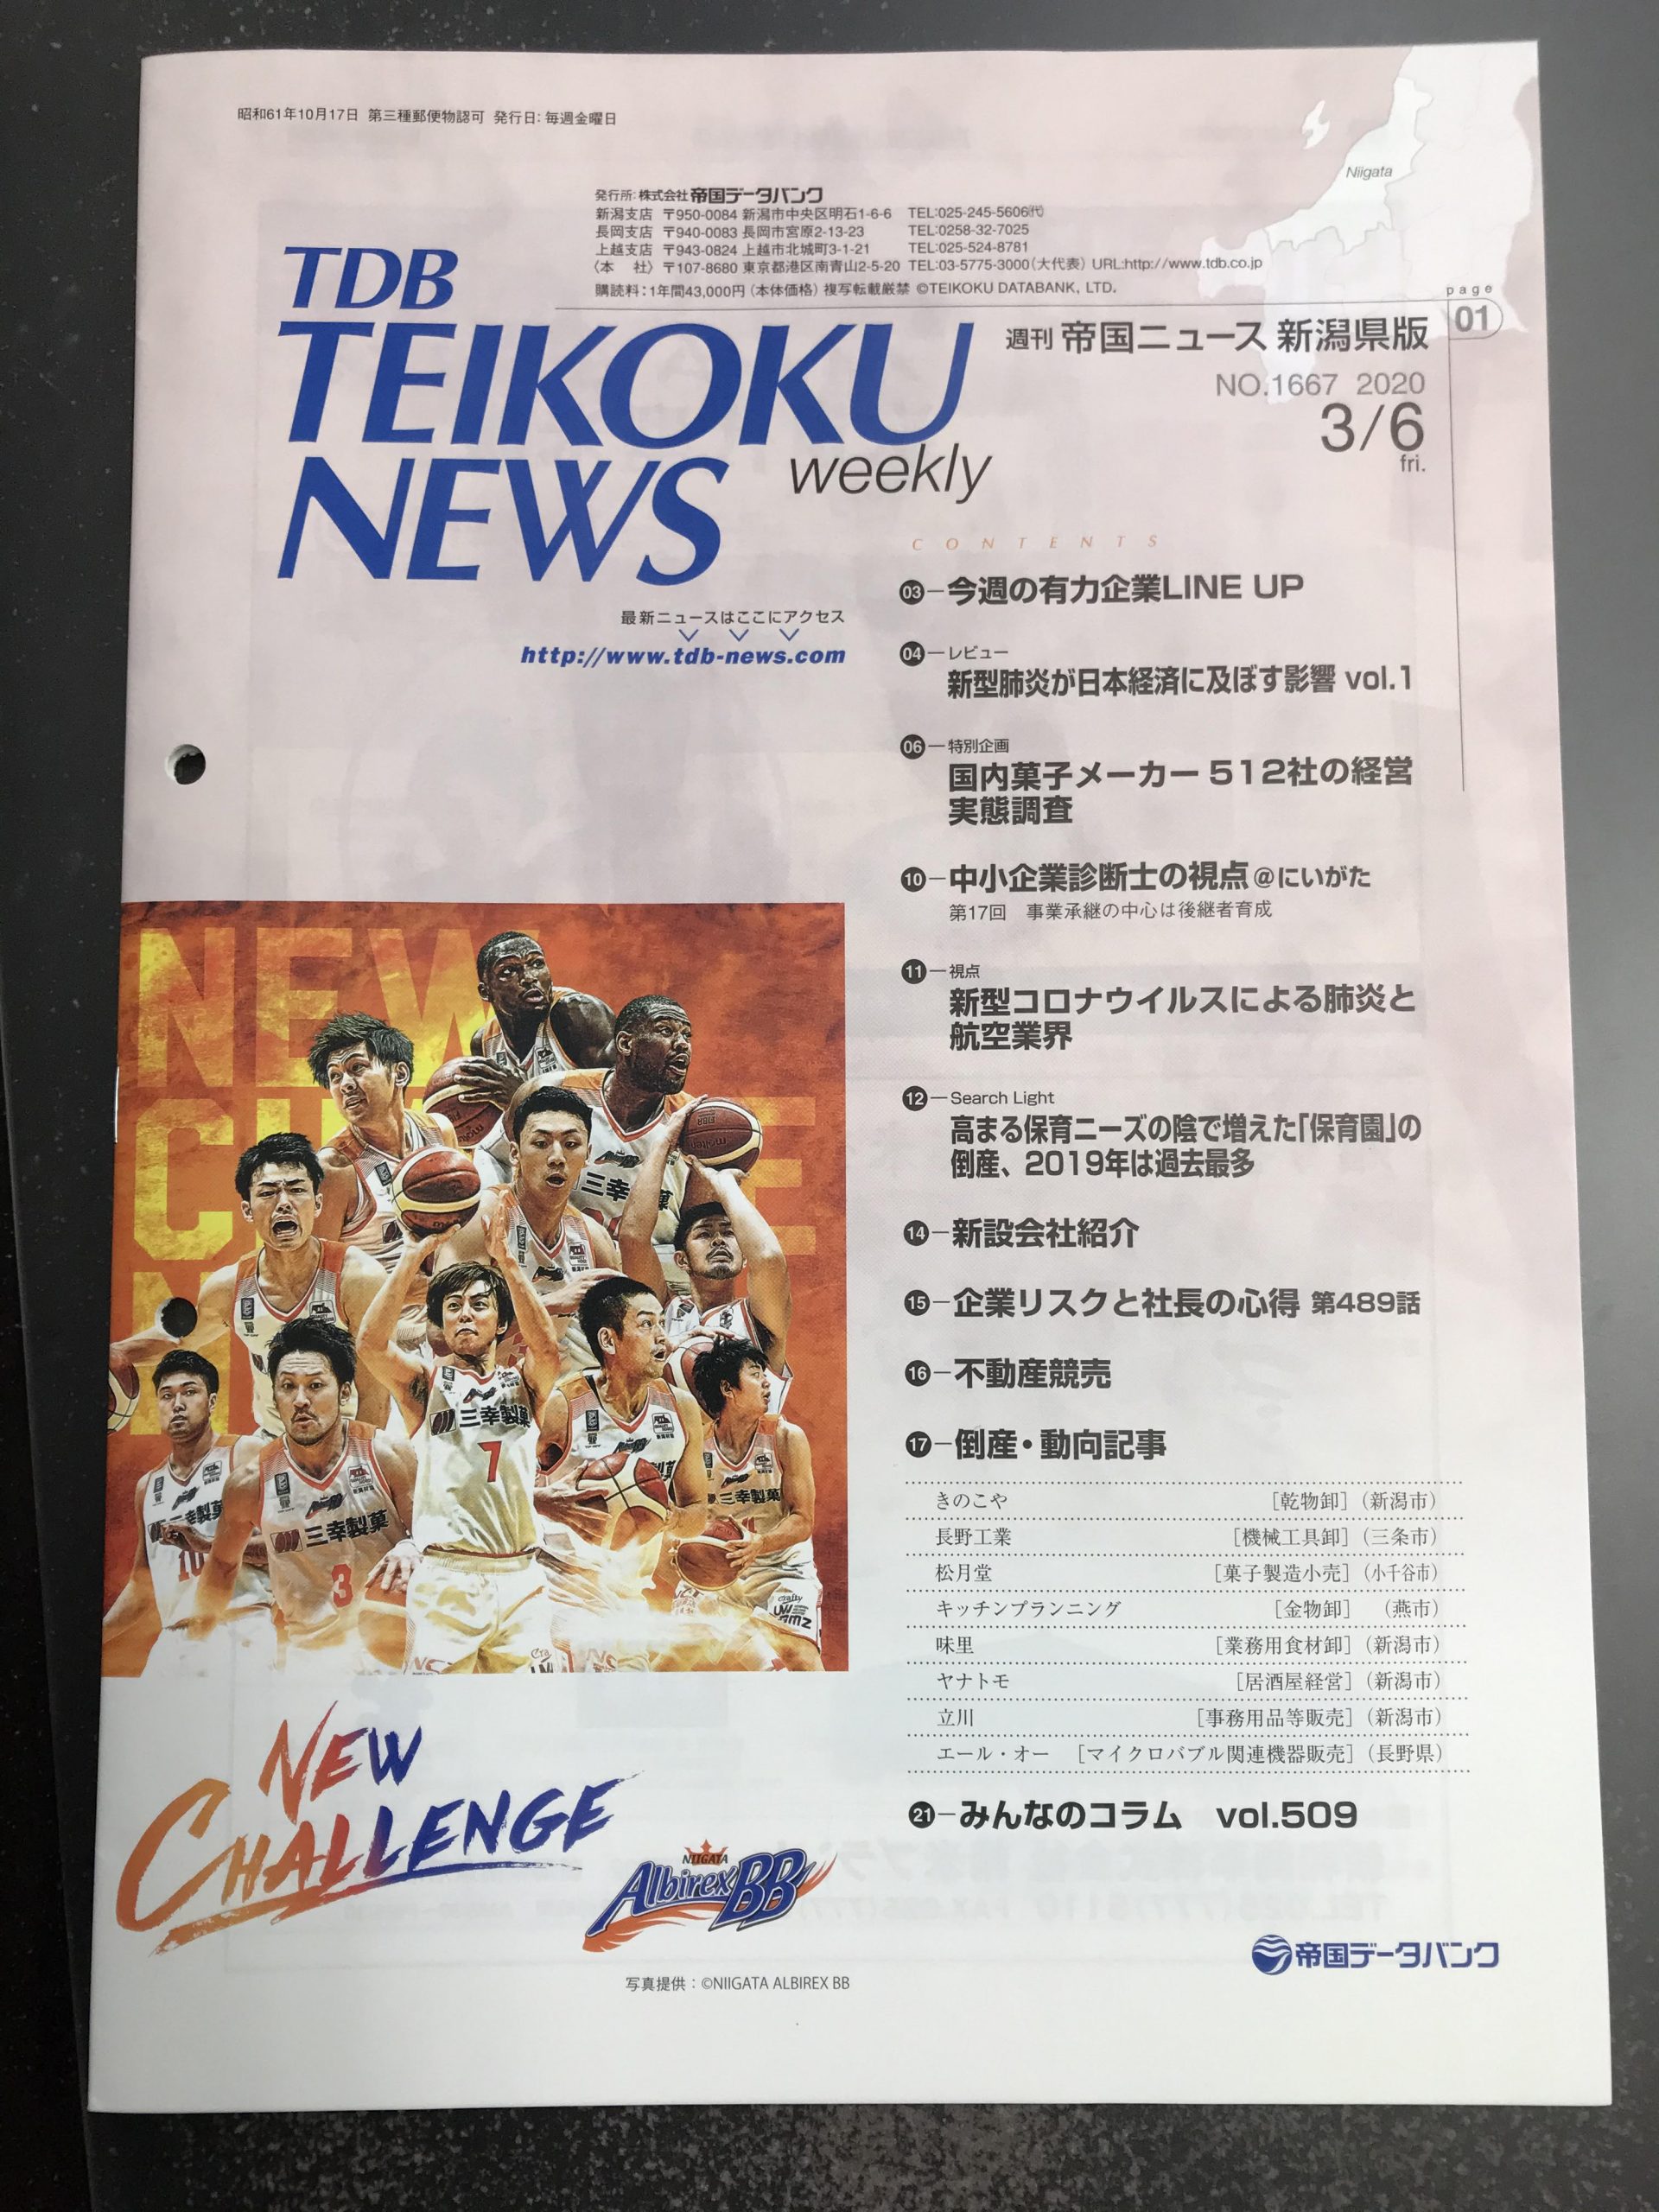 昭和61年10月17日 第三種郵便物認可 発行日：毎週金曜日
Niigata
発行所：株式会社帝国データバンク
新潟支店 〒950-0084 新潟市中央区明石1-6-6 TEL:025-245-5606㈹
長岡支店 〒940-0083 長岡市宮原2-13-23 TEL:0258-32-7025
上越支店 〒943-0824 上越市北城町3-1-21 TEL:025-524-8781
〈本 社〉〒107-8680 東京都港区南青山2-5-20 TEL:03-5775-3000（大代表）URL:http://www.tdb.co.jp
購読料：1年間43,000円（本体価格）複写転載厳禁 ©TEIKOKU DATABANK, LTD.
page
01
TDB
TEIKOKU
NEWS
weekly
週刊 帝国ニュース 新潟県版
NO.1667 2020
3/6
fri.
最新ニュースはここにアクセス
http://www.tdb-news.com
CONTENTS
03－今週の有力企業LINE UP
04－レビュー
新型肺炎が日本経済に及ぼす影響 vol.1
06－特別企画
国内菓子メーカー 512社の経営
実態調査
10－中小企業診断士の視点＠にいがた
第17回 事業承継の中心は後継者育成
11－視点
新型コロナウイルスによる肺炎と
航空業界
12－Search Light
高まる保育ニーズの陰で増えた「保育園」の
倒産、2019年は過去最多
14－新設会社紹介
15－企業リスクと社長の心得 第489話
16－不動産競売
17－倒産・動向記事
きのこや ［乾物卸］（新潟市）
長野工業 ［機械工具卸］（三条市）
松月堂 ［菓子製造小売］（小千谷市）
キッチンプランニング ［金物卸］ （燕市）
味里 ［業務用食材卸］（新潟市）
ヤナトモ ［居酒屋経営］（新潟市）
立川 ［事務用品等販売］（新潟市）
エール・オー ［マイクロバブル関連機器販売］（長野県）
21－みんなのコラム vol.509
NEW
molten
三幸
三幸製菓
7
三幸製菓
三幸製菓
10
三幸製菓
3
NEW
CHALLENGE
NIIGATA
Albirex BB
帝国データバンク
写真提供：©NIIGATA ALBIREX BB